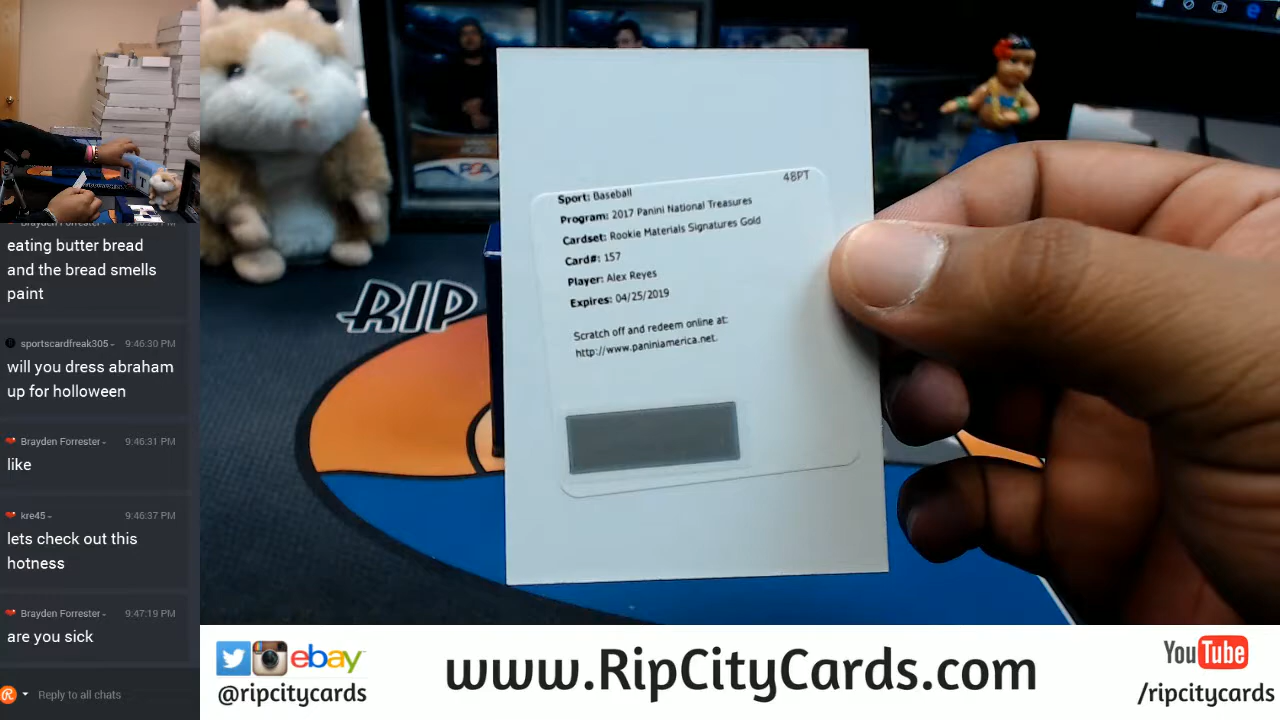 Brayden Forrester
eating butter bread
and the bread smells
paint
sportscardfreak305
9:46:30 PM
will you dress abraham
up for holloween
Brayden Forrester
9:46:31 PM
like
kre45
9:46:37 PM
lets check out this
hotness
Brayden Forrester
9:47:19 PM
are you sick
Reply to all chats
PSA
RIP
48PT
Sport: Baseball
Program: 2017 Panini National Treasures
Cardset: Rookie Materials Signatures Gold
Card#: 157
Player: Alex Reyes
Expires: 04/25/2019
Scratch off and redeem online at:
http://www.paniniamerica.net.
ebay
@ripcitycards
www.RipCityCards.com
YouTube
/ripcitycards